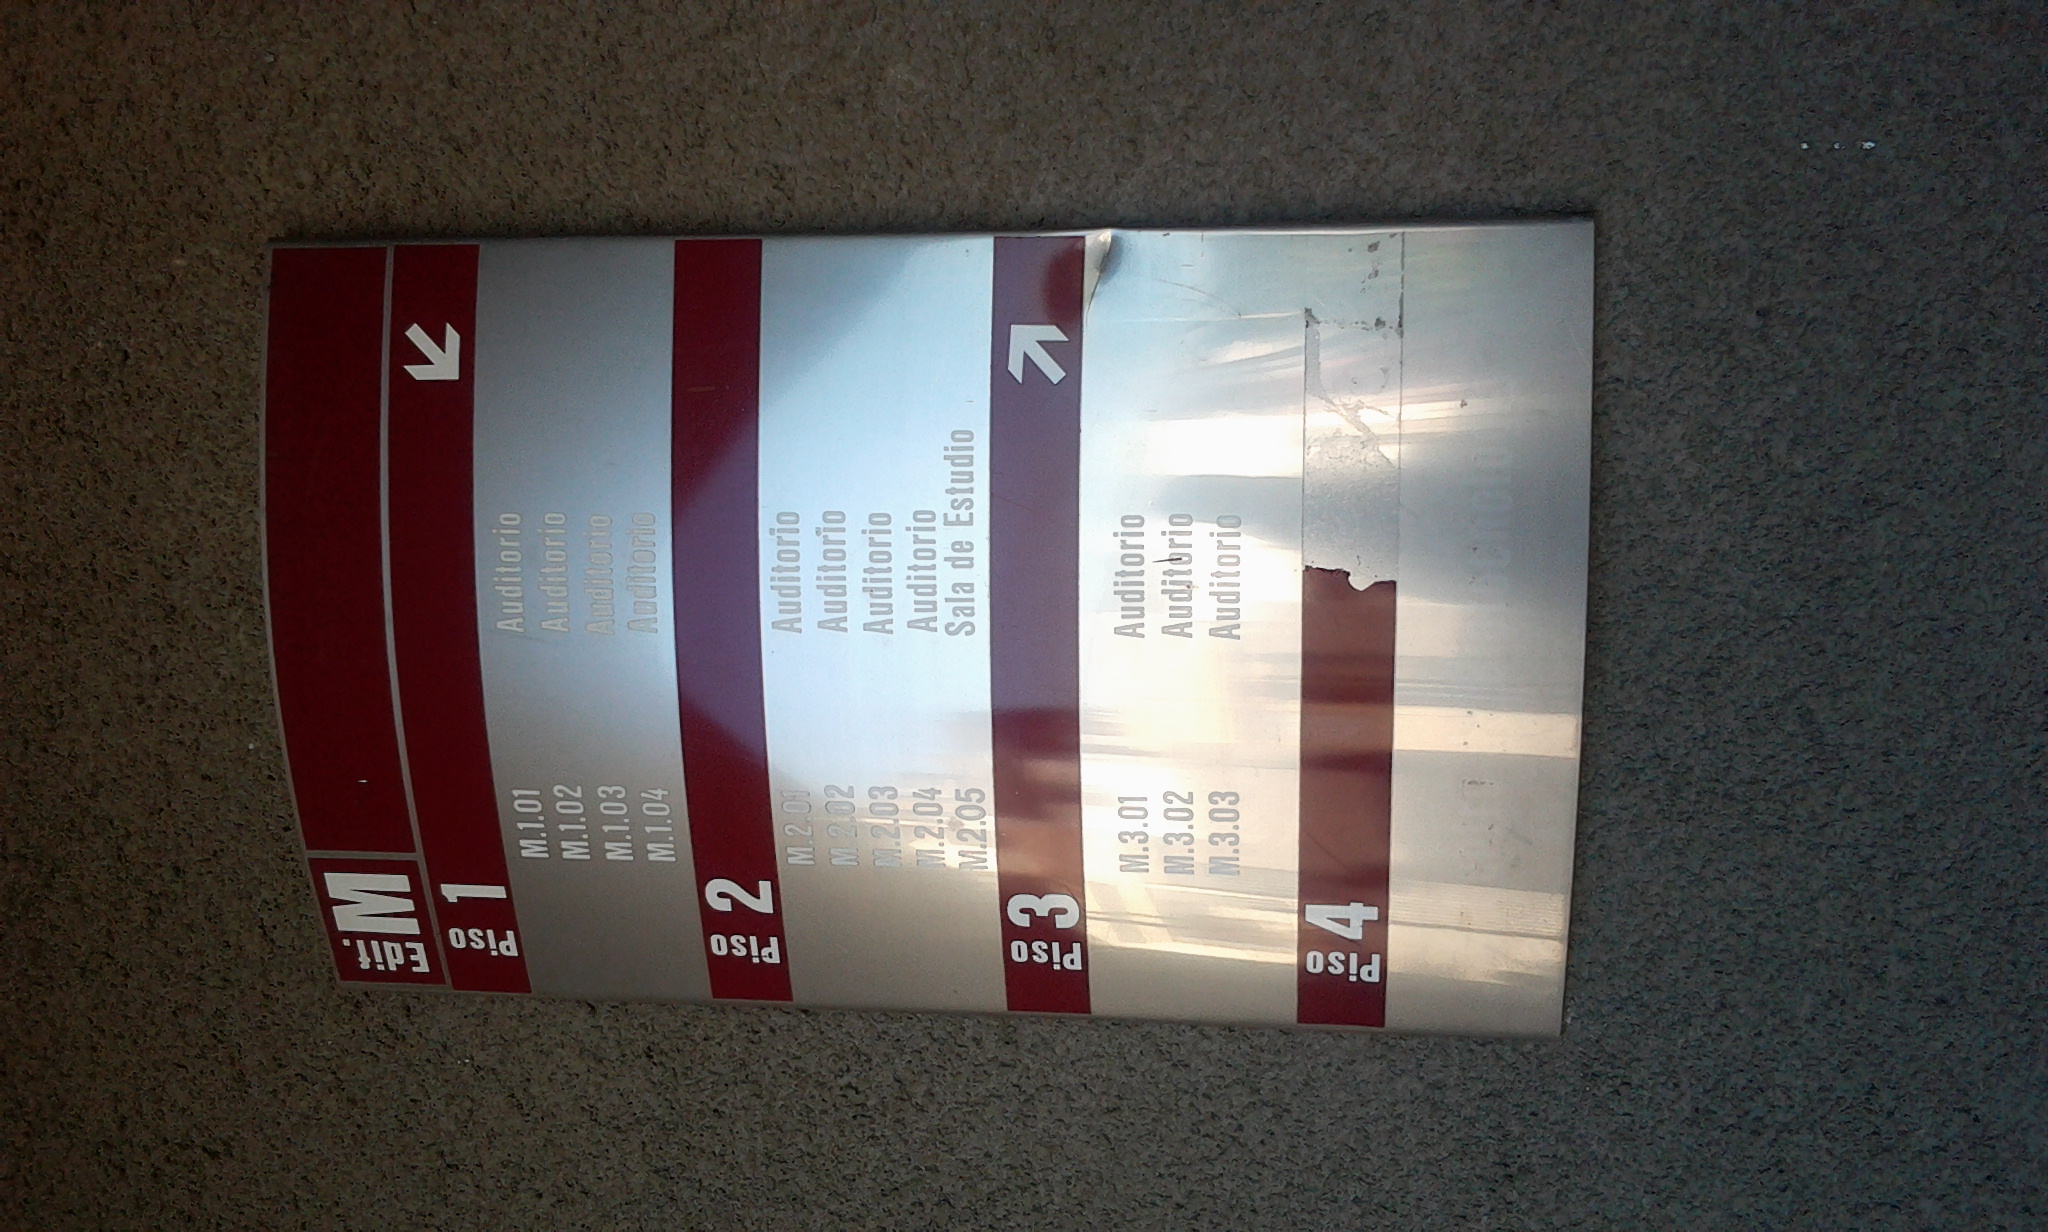 Edif. M
Piso 1
M.1.01 Auditorio
M.1.02 Auditorio
M.1.03 Auditorio
M.1.04 Auditorio
Piso 2
M.2.01 Auditorio
M.2.02 Auditorio
M.2.03 Auditorio
M.2.04 Auditorio
M.2.05 Sala de Estudio
Piso 3
M.3.01 Auditorio
M.3.02 Auditorio
M.3.03 Auditorio
Piso 4